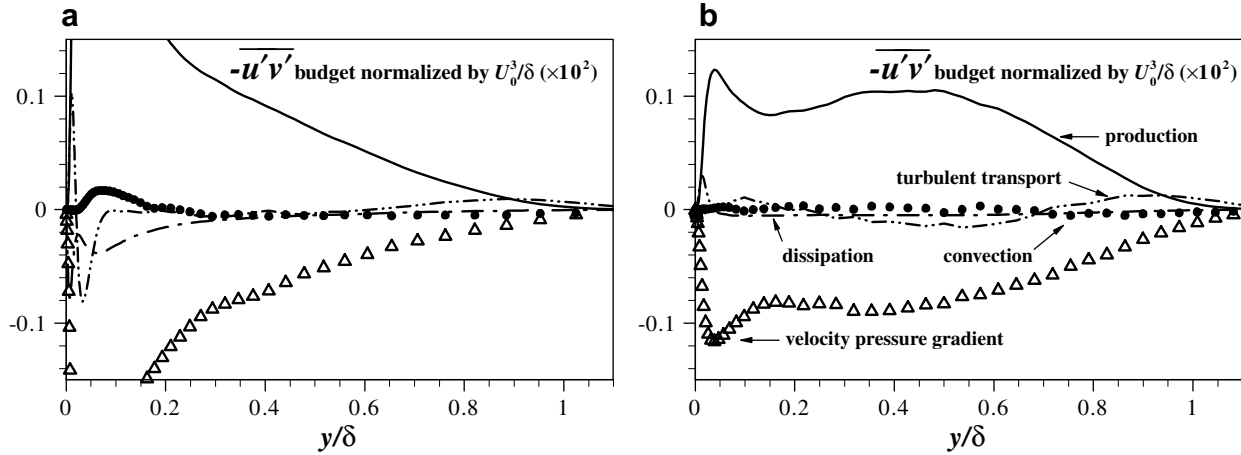 a
-u'v' budget normalized by U₀³/δ (×10²)
0.1
0
-0.1
0 0.2 0.4 0.6 0.8 1
y/δ
b
-u'v' budget normalized by U₀³/δ (×10²)
0.1
production
turbulent transport
0
dissipation convection
-0.1
velocity pressure gradient
0 0.2 0.4 0.6 0.8 1
y/δ